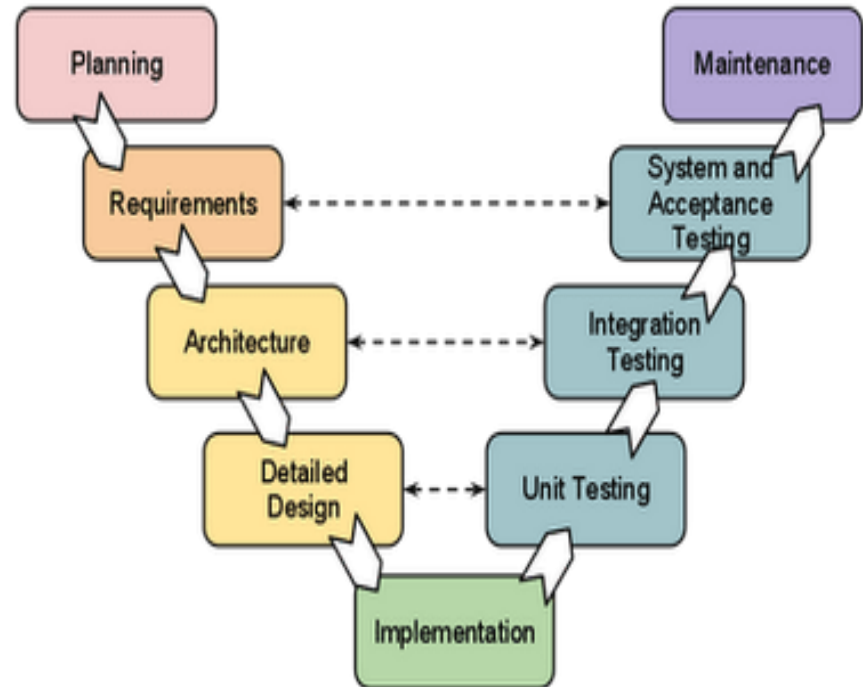 Planning
Maintenance
Requirements
System and
Acceptance
Testing
Architecture
Integration
Testing
Detailed
Design
Unit Testing
Implementation